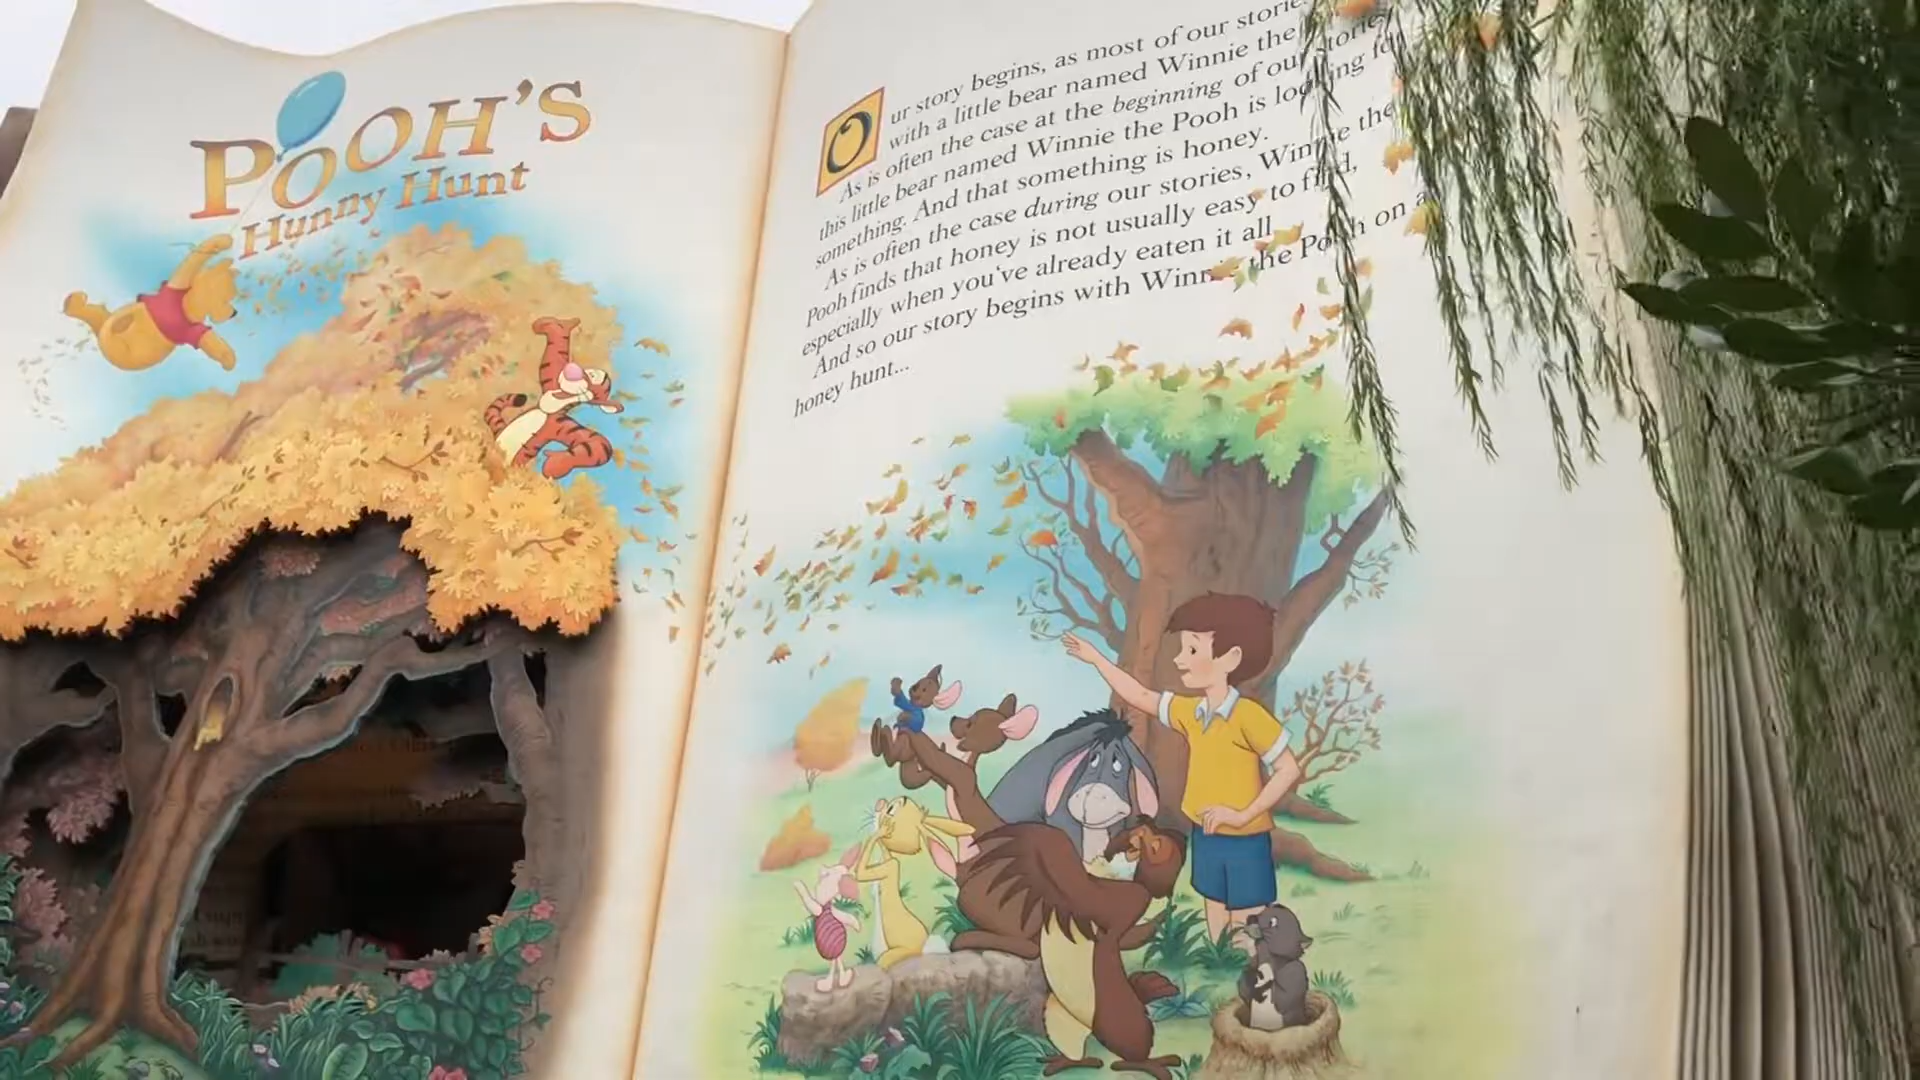 POOH'S
Hunny Hunt
Our story begins, as most of our
with a little bear named Winnie the
As is often the case at the beginning of our stories,
this little bear named Winnie the Pooh is looking for
something. And that something is honey.
As is often the case during our stories, Winnie the
Pooh finds that honey is not usually easy to find,
especially when you've already eaten it all.
And so our story begins with Winnie the Pooh on a
honey hunt...